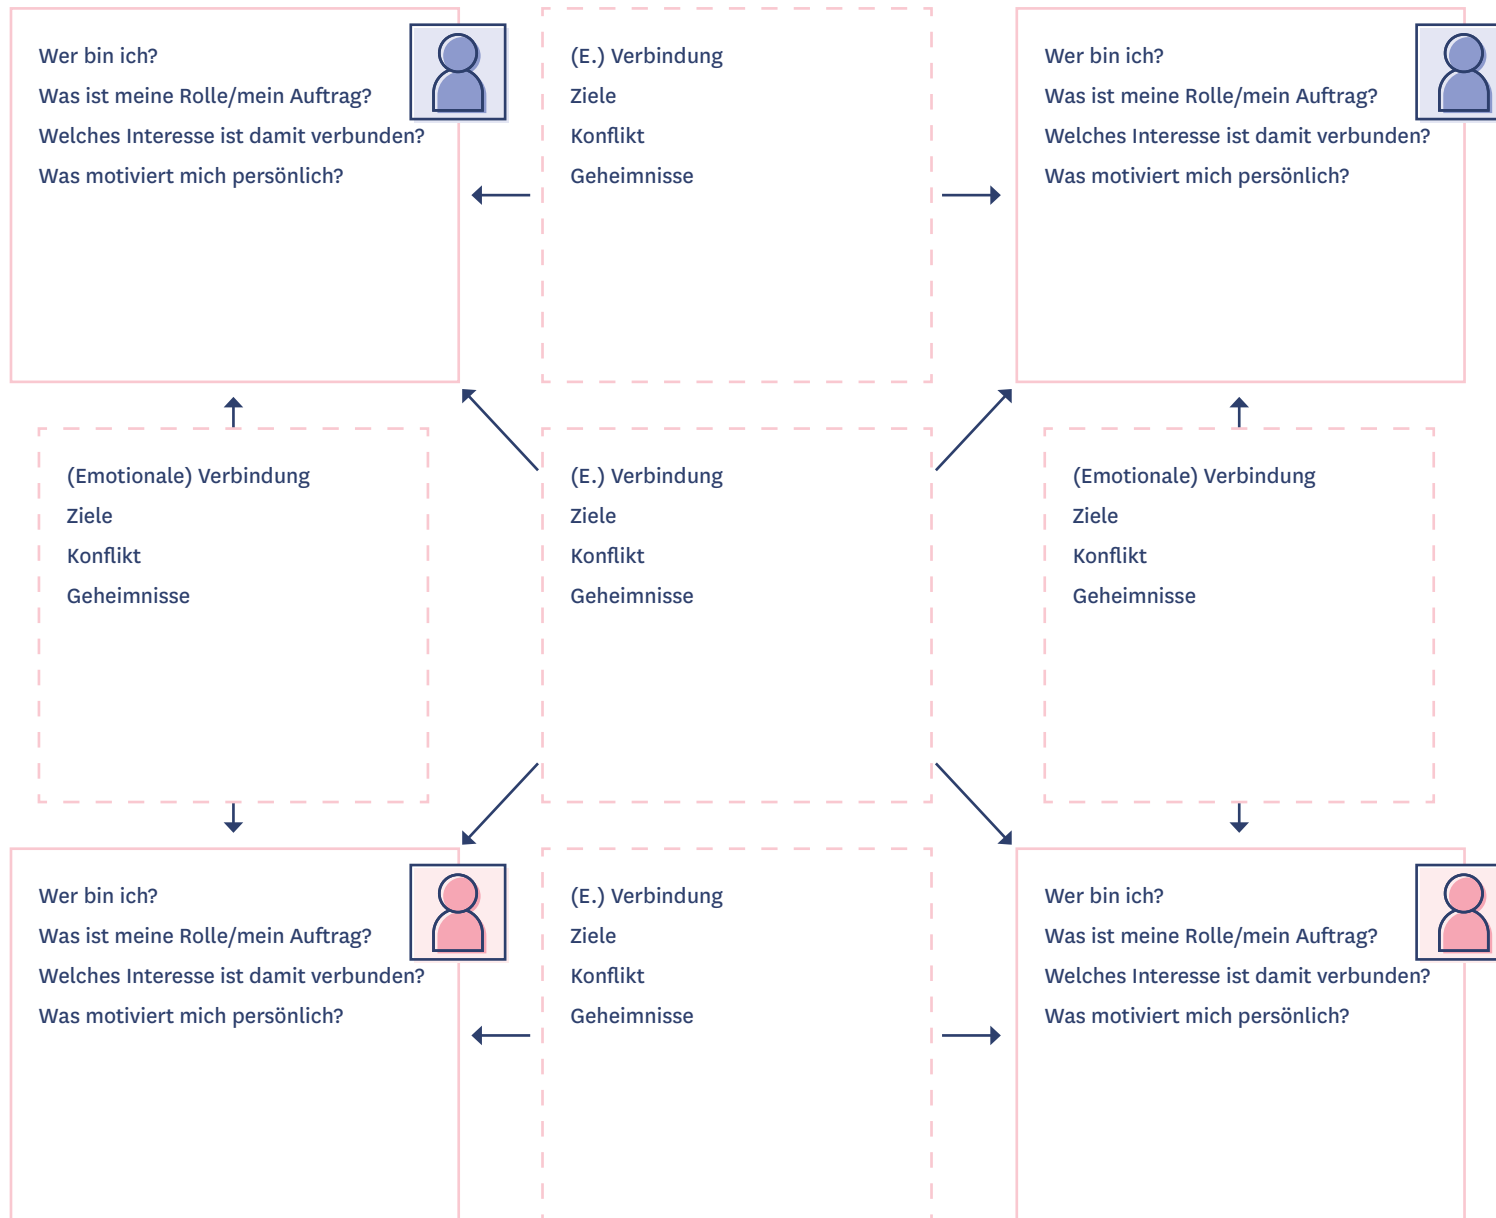 Wer bin ich?
Was ist meine Rolle/mein Auftrag?
Welches Interesse ist damit verbunden?
Was motiviert mich persönlich?
(E.) Verbindung
Ziele
Konflikt
Geheimnisse
Wer bin ich?
Was ist meine Rolle/mein Auftrag?
Welches Interesse ist damit verbunden?
Was motiviert mich persönlich?
(Emotionale) Verbindung
Ziele
Konflikt
Geheimnisse
(E.) Verbindung
Ziele
Konflikt
Geheimnisse
(Emotionale) Verbindung
Ziele
Konflikt
Geheimnisse
Wer bin ich?
Was ist meine Rolle/mein Auftrag?
Welches Interesse ist damit verbunden?
Was motiviert mich persönlich?
(E.) Verbindung
Ziele
Konflikt
Geheimnisse
Wer bin ich?
Was ist meine Rolle/mein Auftrag?
Welches Interesse ist damit verbunden?
Was motiviert mich persönlich?